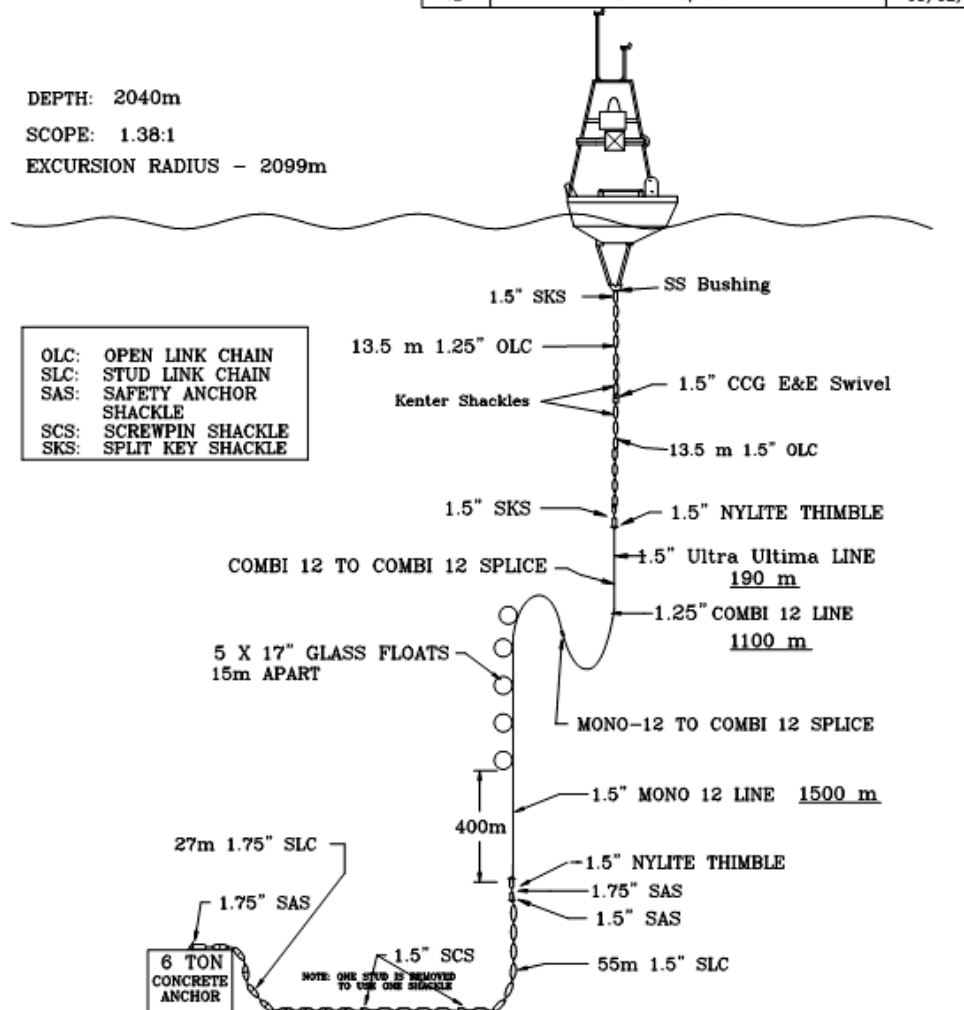 DEPTH: 2040m
SCOPE: 1.38:1
EXCURSION RADIUS - 2099m
1.5" SKS
SS Bushing
OLC: OPEN LINK CHAIN
SLC: STUD LINK CHAIN
SAS: SAFETY ANCHOR
SHACKLE
SCS: SCREWPIN SHACKLE
SKS: SPLIT KEY SHACKLE
13.5 m 1.25" OLC
1.5" CCG E&E Swivel
Kenter Shackles
13.5 m 1.5" OLC
1.5" SKS
1.5" NYLITE THIMBLE
1.5" Ultra Ultima LINE
190 m
COMBI 12 TO COMBI 12 SPLICE
1.25" COMBI 12 LINE
1100 m
5 X 17" GLASS FLOATS
15m APART
MONO-12 TO COMBI 12 SPLICE
1.5" MONO 12 LINE 1500 m
400m
27m 1.75" SLC
1.5" NYLITE THIMBLE
1.75" SAS
1.5" SAS
1.75" SAS
6 TON
CONCRETE
ANCHOR
1.5" SCS
NOTE: ONE STUD IS REMOVED
TO USE ONE SHACKLE
55m 1.5" SLC